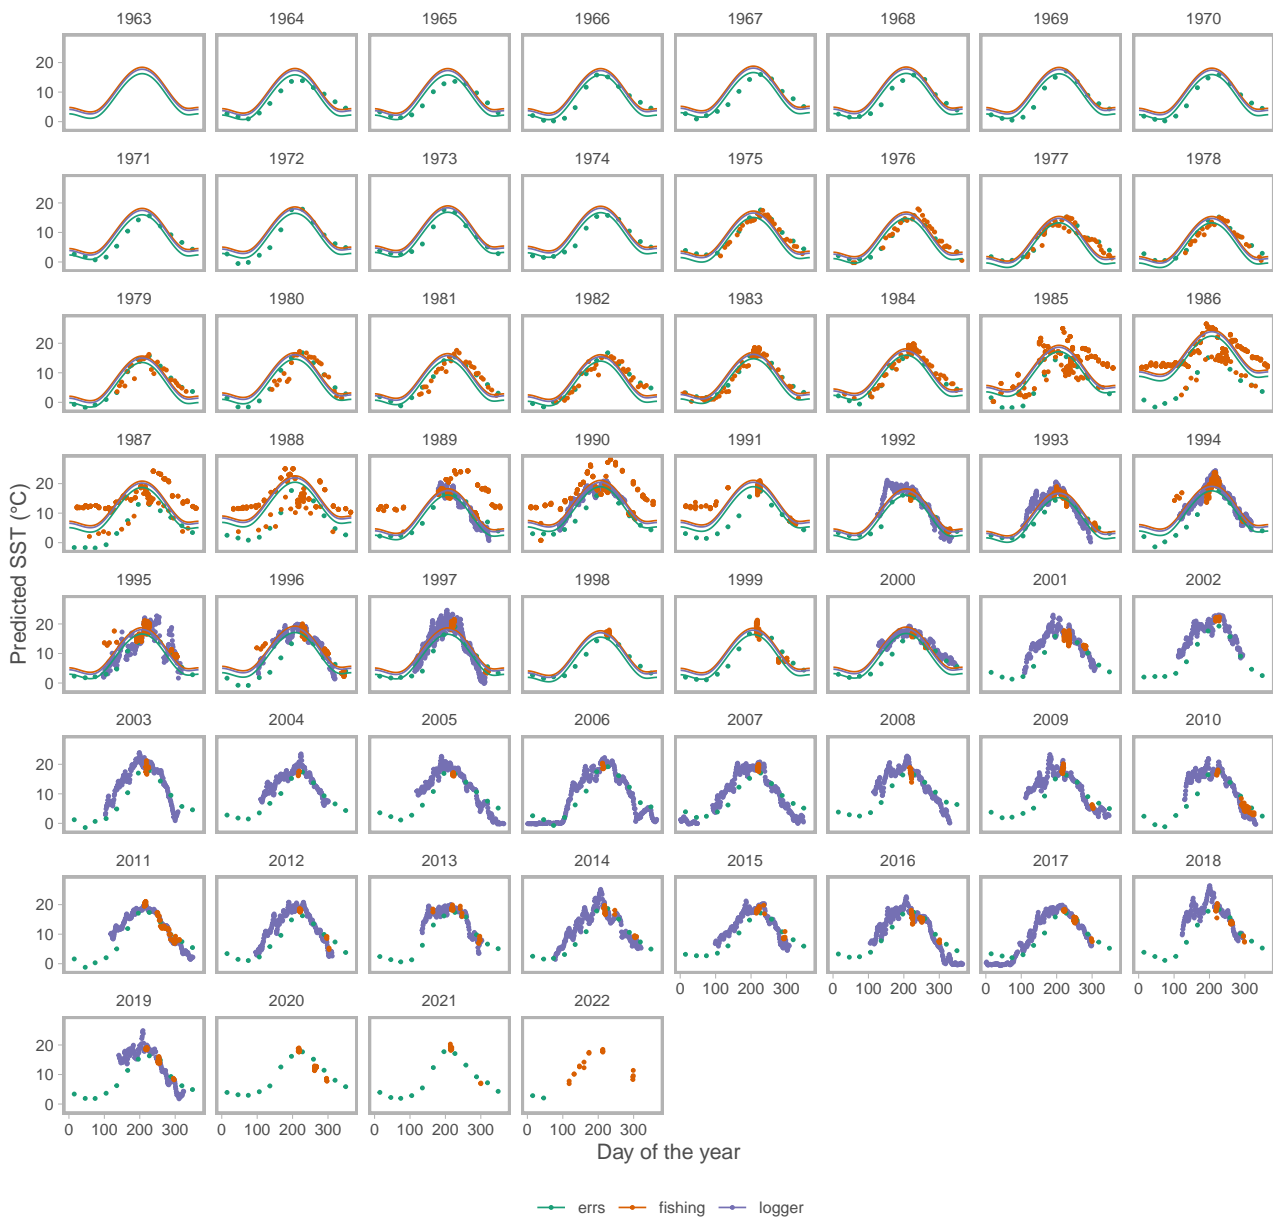 1963 1964 1965 1966 1967 1968 1969 1970
20
10
0
1971 1972 1973 1974 1975 1976 1977 1978
20
10
0
1979 1980 1981 1982 1983 1984 1985 1986
20
10
0
1987 1988 1989 1990 1991 1992 1993 1994
20
10
0
Predicted SST (°C)
1995 1996 1997 1998 1999 2000 2001 2002
20
10
0
2003 2004 2005 2006 2007 2008 2009 2010
20
10
0
2011 2012 2013 2014 2015 2016 2017 2018
20
10
0
0 100 200 300 0 100 200 300 0 100 200 300 0 100 200 300
2019 2020 2021 2022
20
10
0
0 100 200 300 0 100 200 300 0 100 200 300 0 100 200 300
Day of the year
errs fishing logger